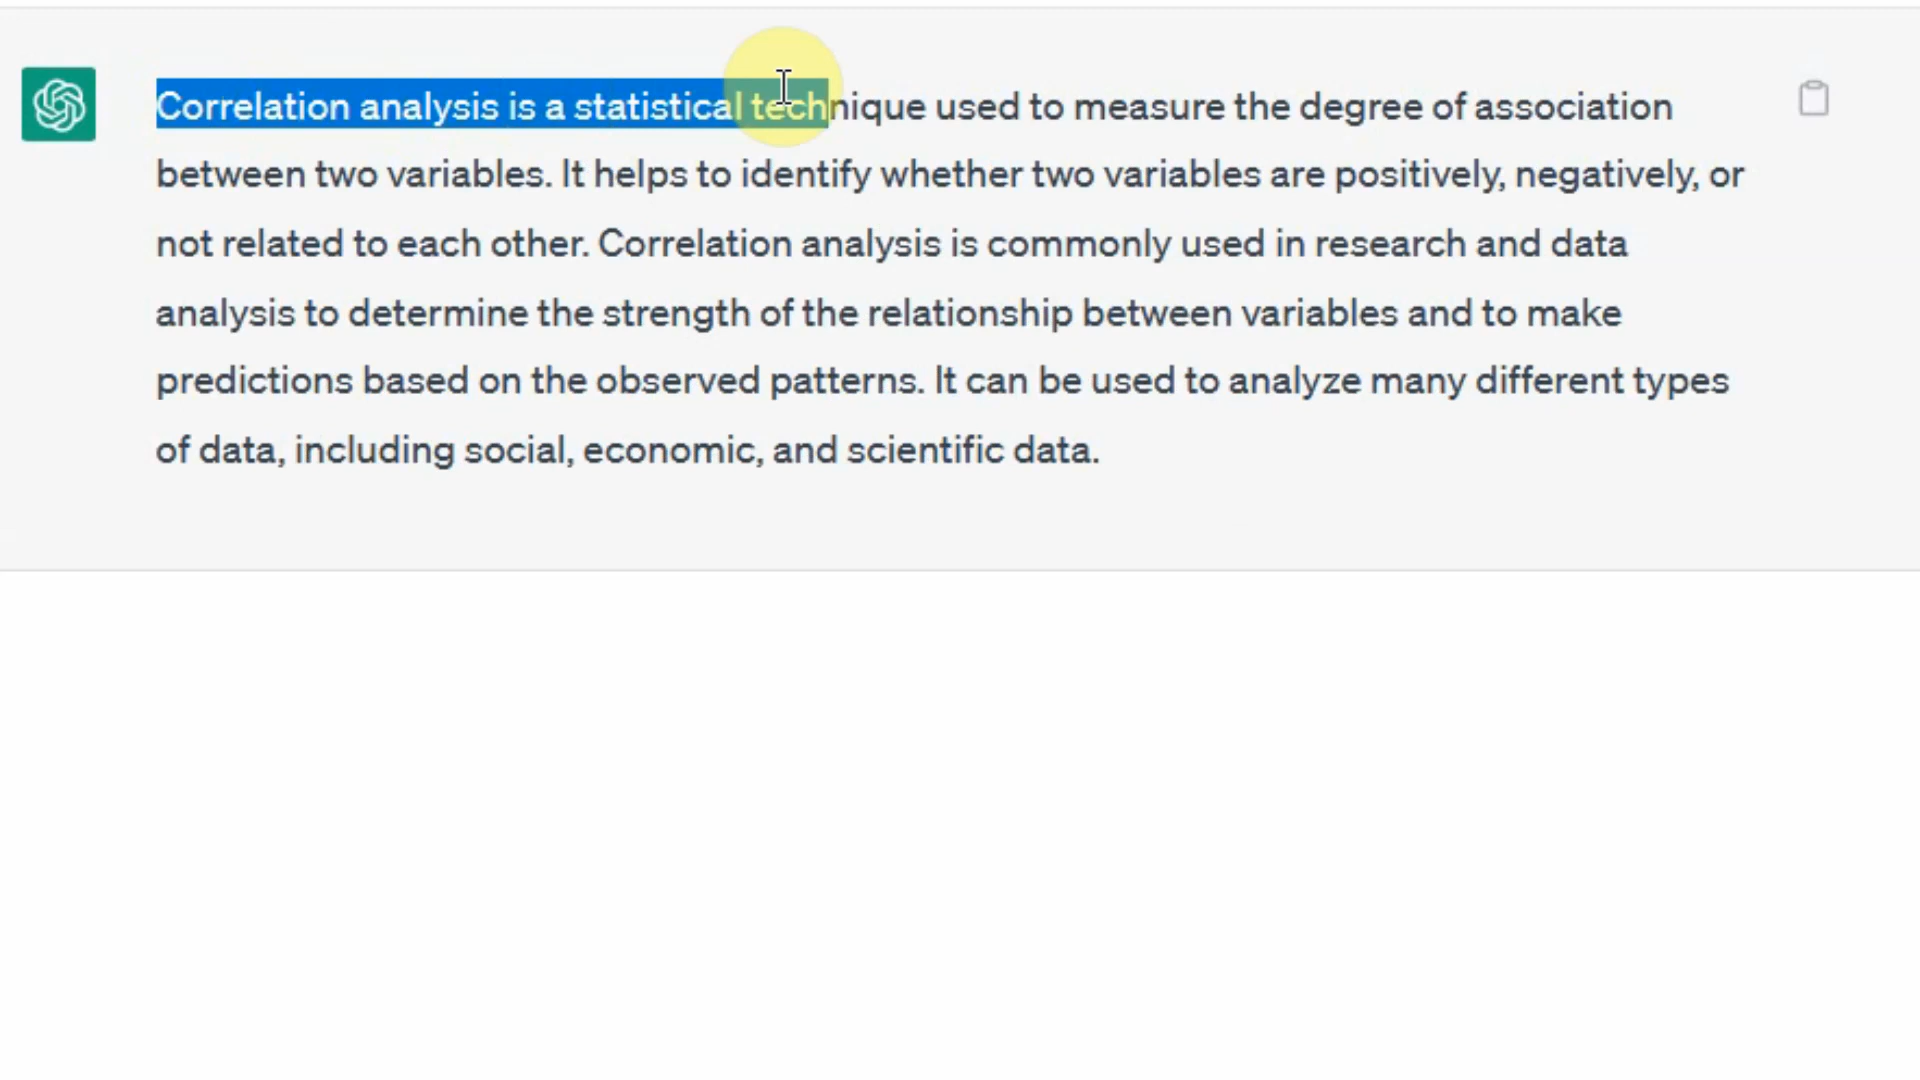 Correlation analysis is a statistical technique used to measure the degree of association
between two variables. It helps to identify whether two variables are positively, negatively, or
not related to each other. Correlation analysis is commonly used in research and data
analysis to determine the strength of the relationship between variables and to make
predictions based on the observed patterns. It can be used to analyze many different types
of data, including social, economic, and scientific data.